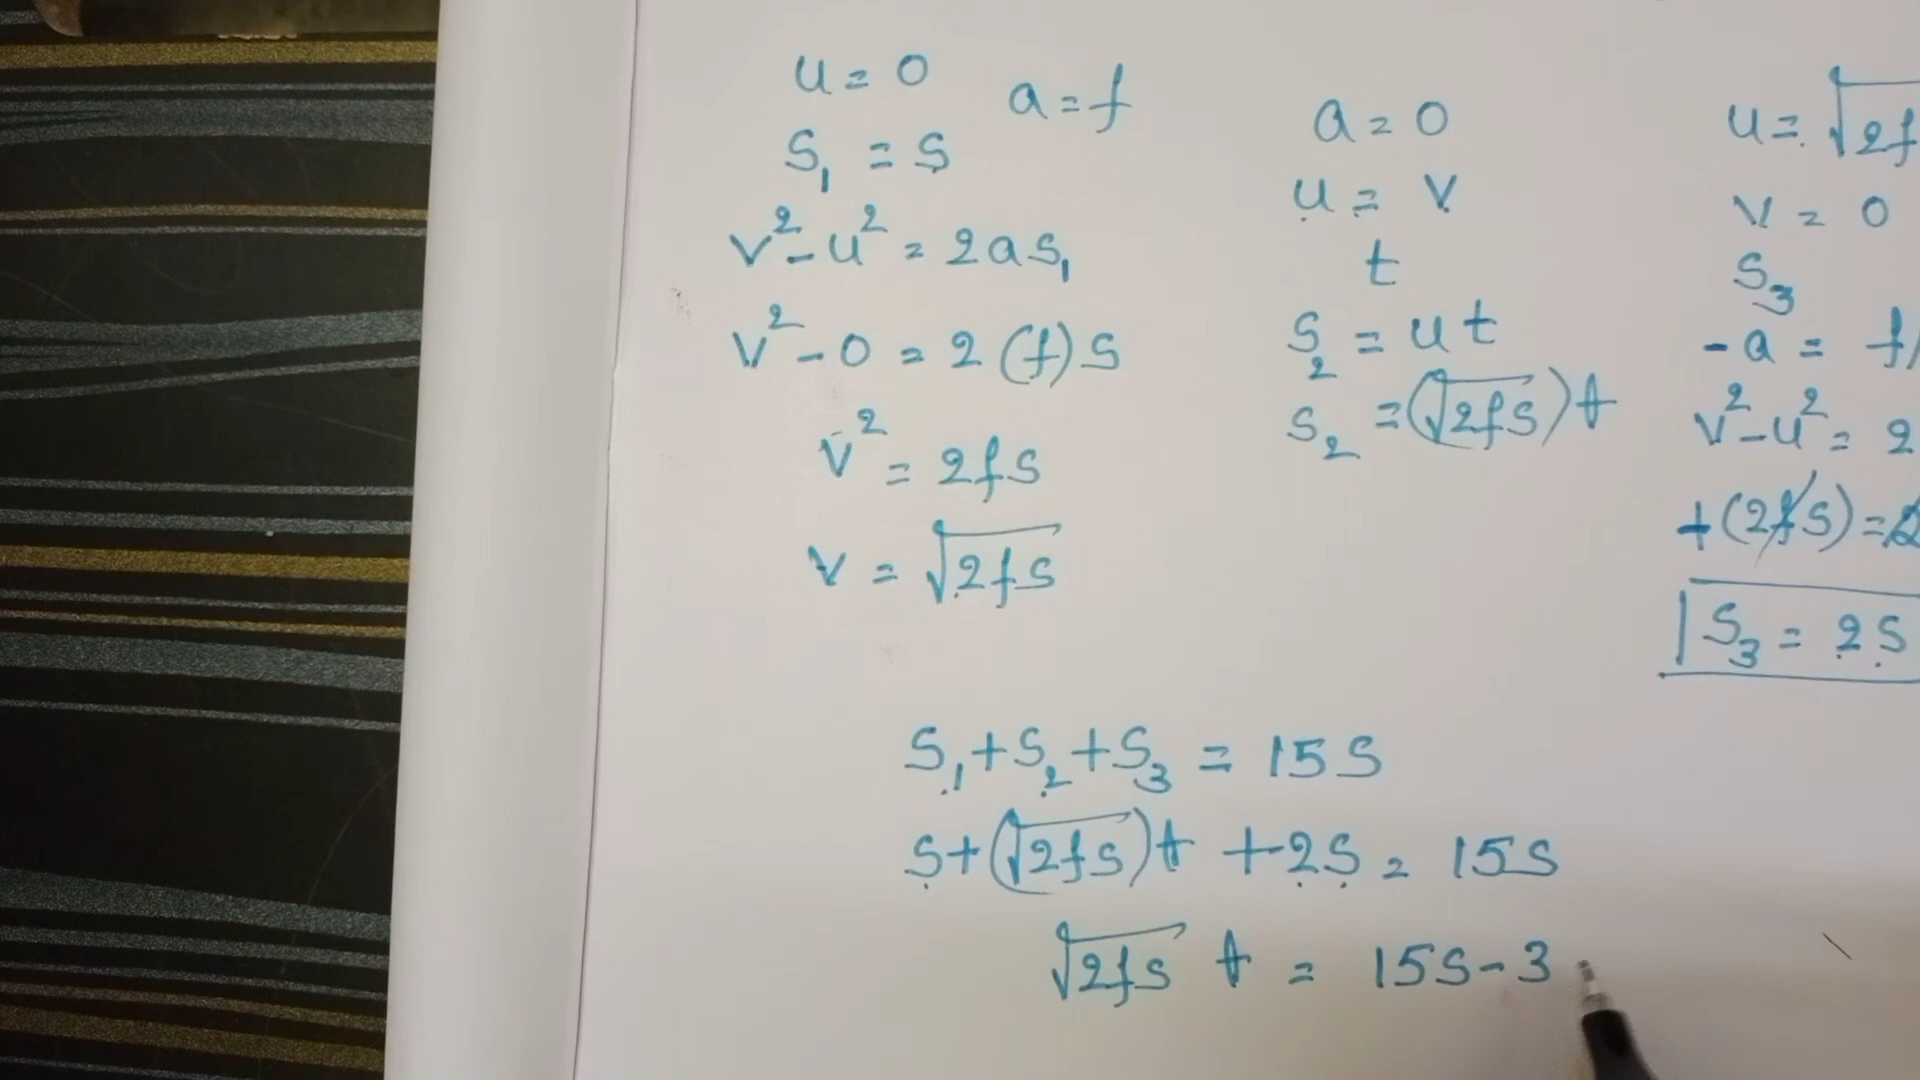 u = 0 a = f
S₁ = S
v² - u² = 2as₁
v² - 0 = 2 (f) S
v² = 2fs
v = √2fs
a = 0
u = v
t
S₂ = ut
S₂ = (√2fs)t
u = √2f
v = 0
S₃
-a = f/
v² - u² = 2
+(2fs) = 2
S₃ = 2S
S₁ + S₂ + S₃ = 15S
S + (√2fs)t + 2S = 15S
√2fs t = 15S - 3